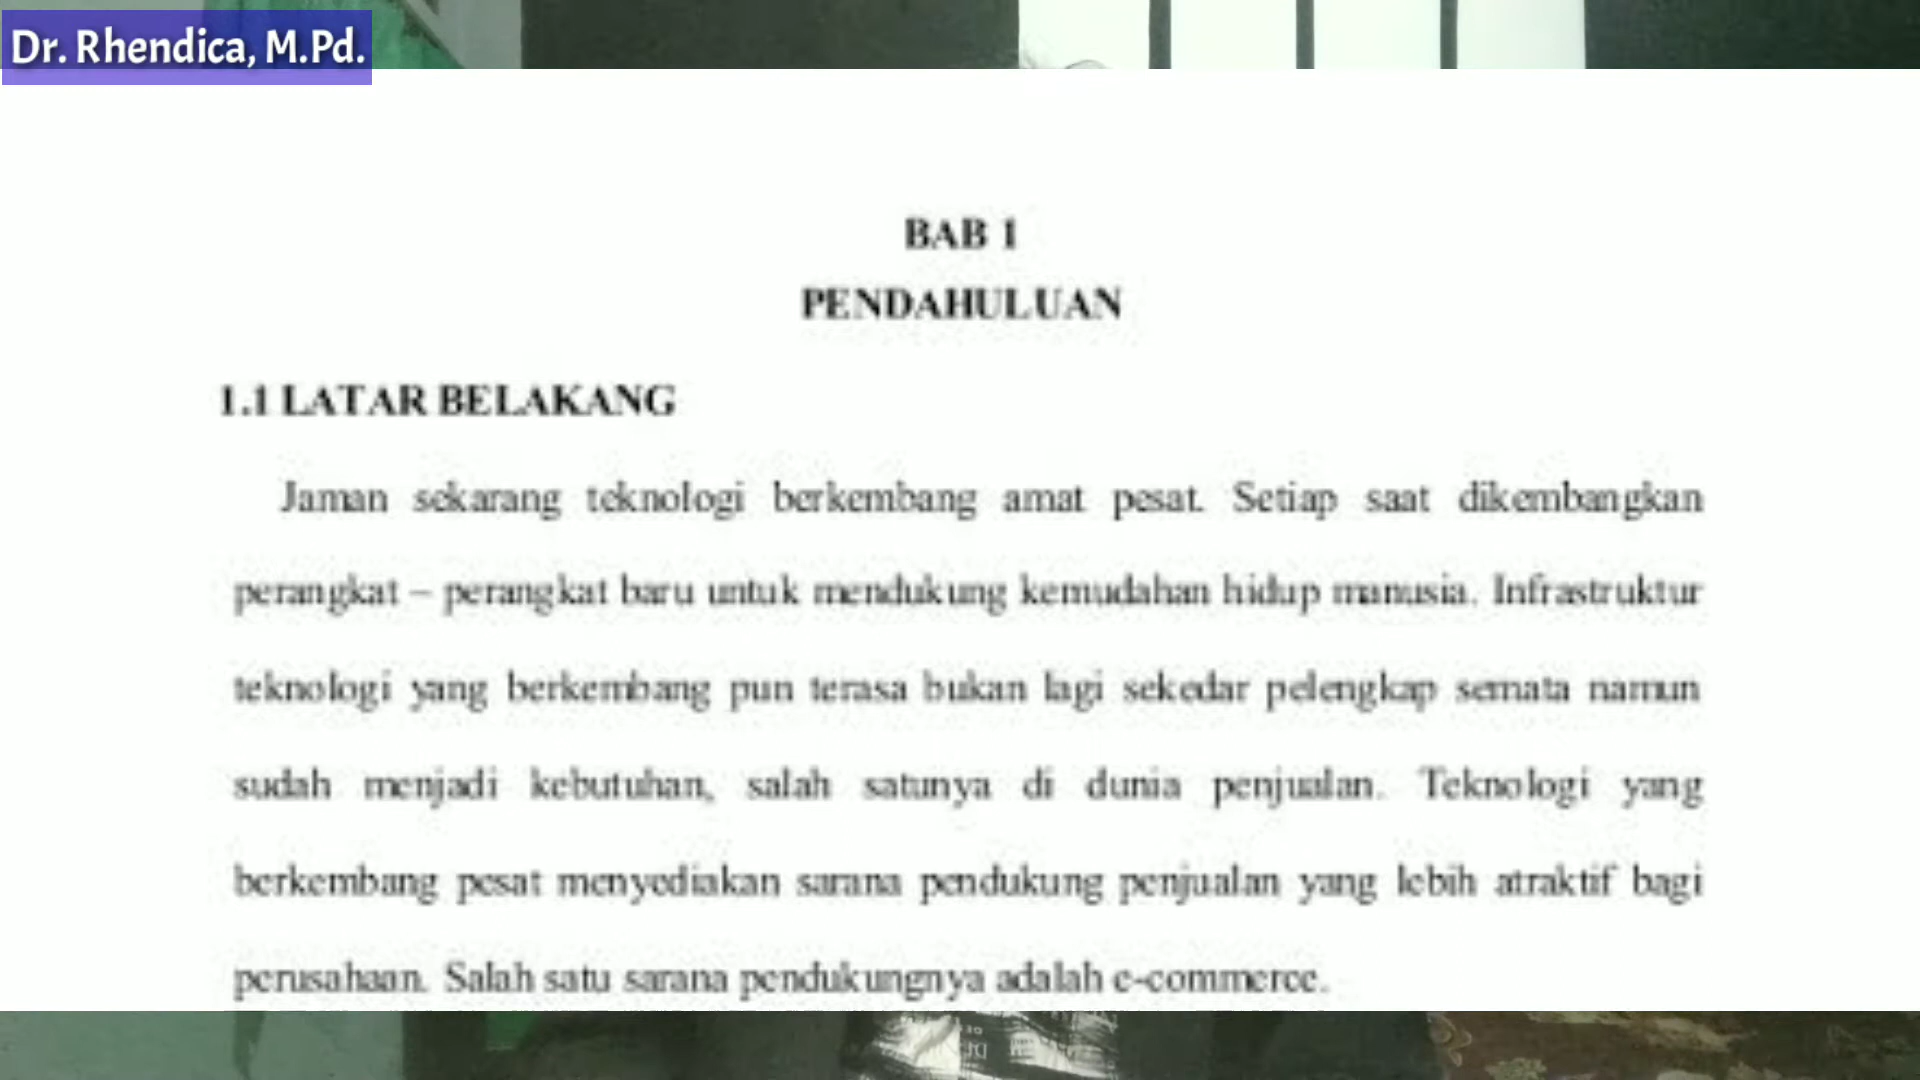 Dr. Rhendica, M.Pd.
BAB 1
PENDAHULUAN
1.1 LATAR BELAKANG
Jaman sekarang teknologi berkembang amat pesat. Setiap saat dikembangkan
perangkat – perangkat baru untuk mendukung kemudahan hidup manusia. Infrastruktur
teknologi yang berkembang pun terasa bukan lagi sekedar pelengkap semata namun
sudah menjadi kebutuhan, salah satunya di dunia penjualan. Teknologi yang
berkembang pesat menyediakan sarana pendukung penjualan yang lebih atraktif bagi
perusahaan. Salah satu sarana pendukungnya adalah e-commerce.